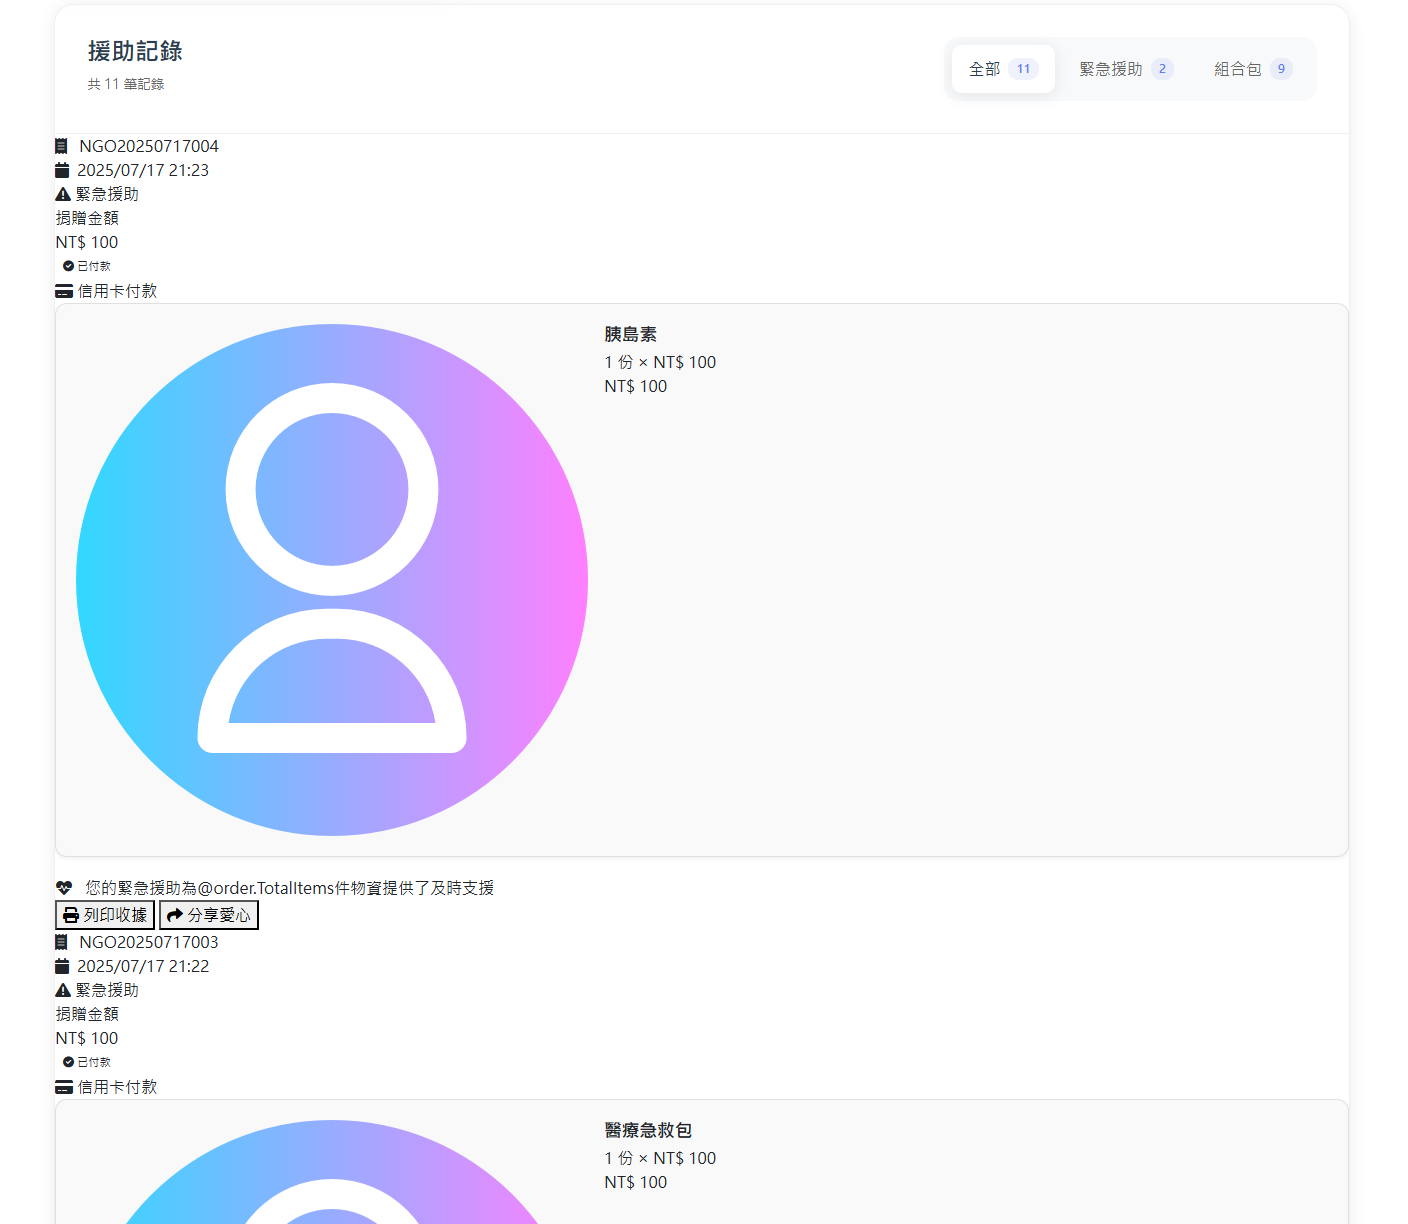 援助記錄
共 11 筆記錄
全部 11 緊急援助 2 組合包 9
NGO20250717004
2025/07/17 21:23
緊急援助
捐贈金額
NT$ 100
已付款
信用卡付款
胰島素
1 份 × NT$ 100
NT$ 100
您的緊急援助為@order.TotalItems件物資提供了及時支援
列印收據 分享愛心
NGO20250717003
2025/07/17 21:22
緊急援助
捐贈金額
NT$ 100
已付款
信用卡付款
醫療急救包
1 份 × NT$ 100
NT$ 100